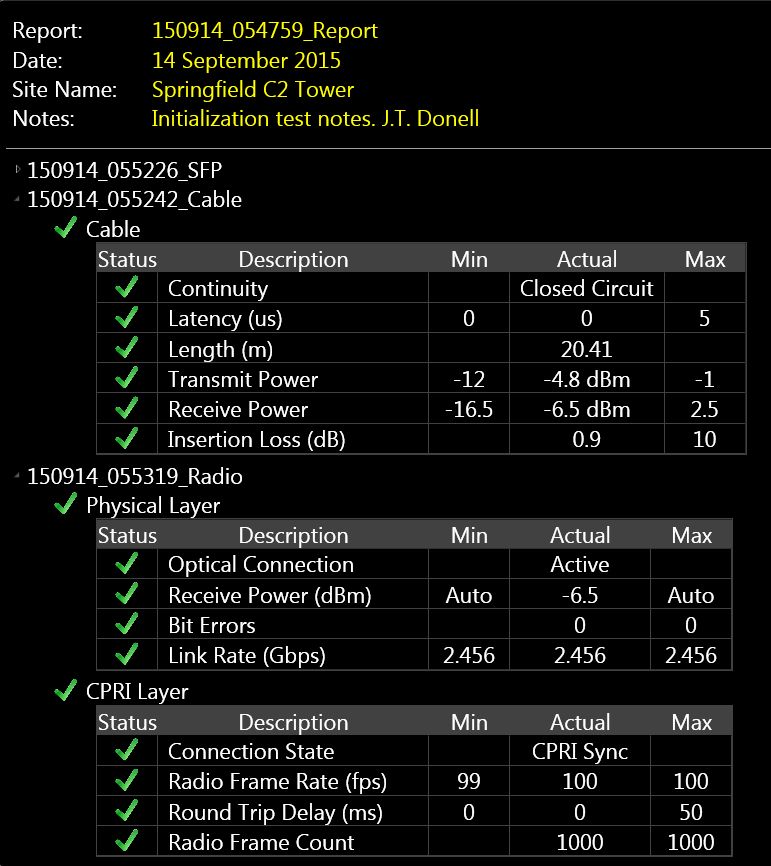 Report: 150914_054759_Report
Date: 14 September 2015
Site Name: Springfield C2 Tower
Notes: Initialization test notes. J.T. Donell
150914_055226_SFP
150914_055242_Cable
Cable
Status Description Min Actual Max
Continuity Closed Circuit
Latency (us) 0 0 5
Length (m) 20.41
Transmit Power -12 -4.8 dBm -1
Receive Power -16.5 -6.5 dBm 2.5
Insertion Loss (dB) 0.9 10
150914_055319_Radio
Physical Layer
Status Description Min Actual Max
Optical Connection Active
Receive Power (dBm) Auto -6.5 Auto
Bit Errors 0 0
Link Rate (Gbps) 2.456 2.456 2.456
CPRI Layer
Status Description Min Actual Max
Connection State CPRI Sync
Radio Frame Rate (fps) 99 100 100
Round Trip Delay (ms) 0 0 50
Radio Frame Count 1000 1000